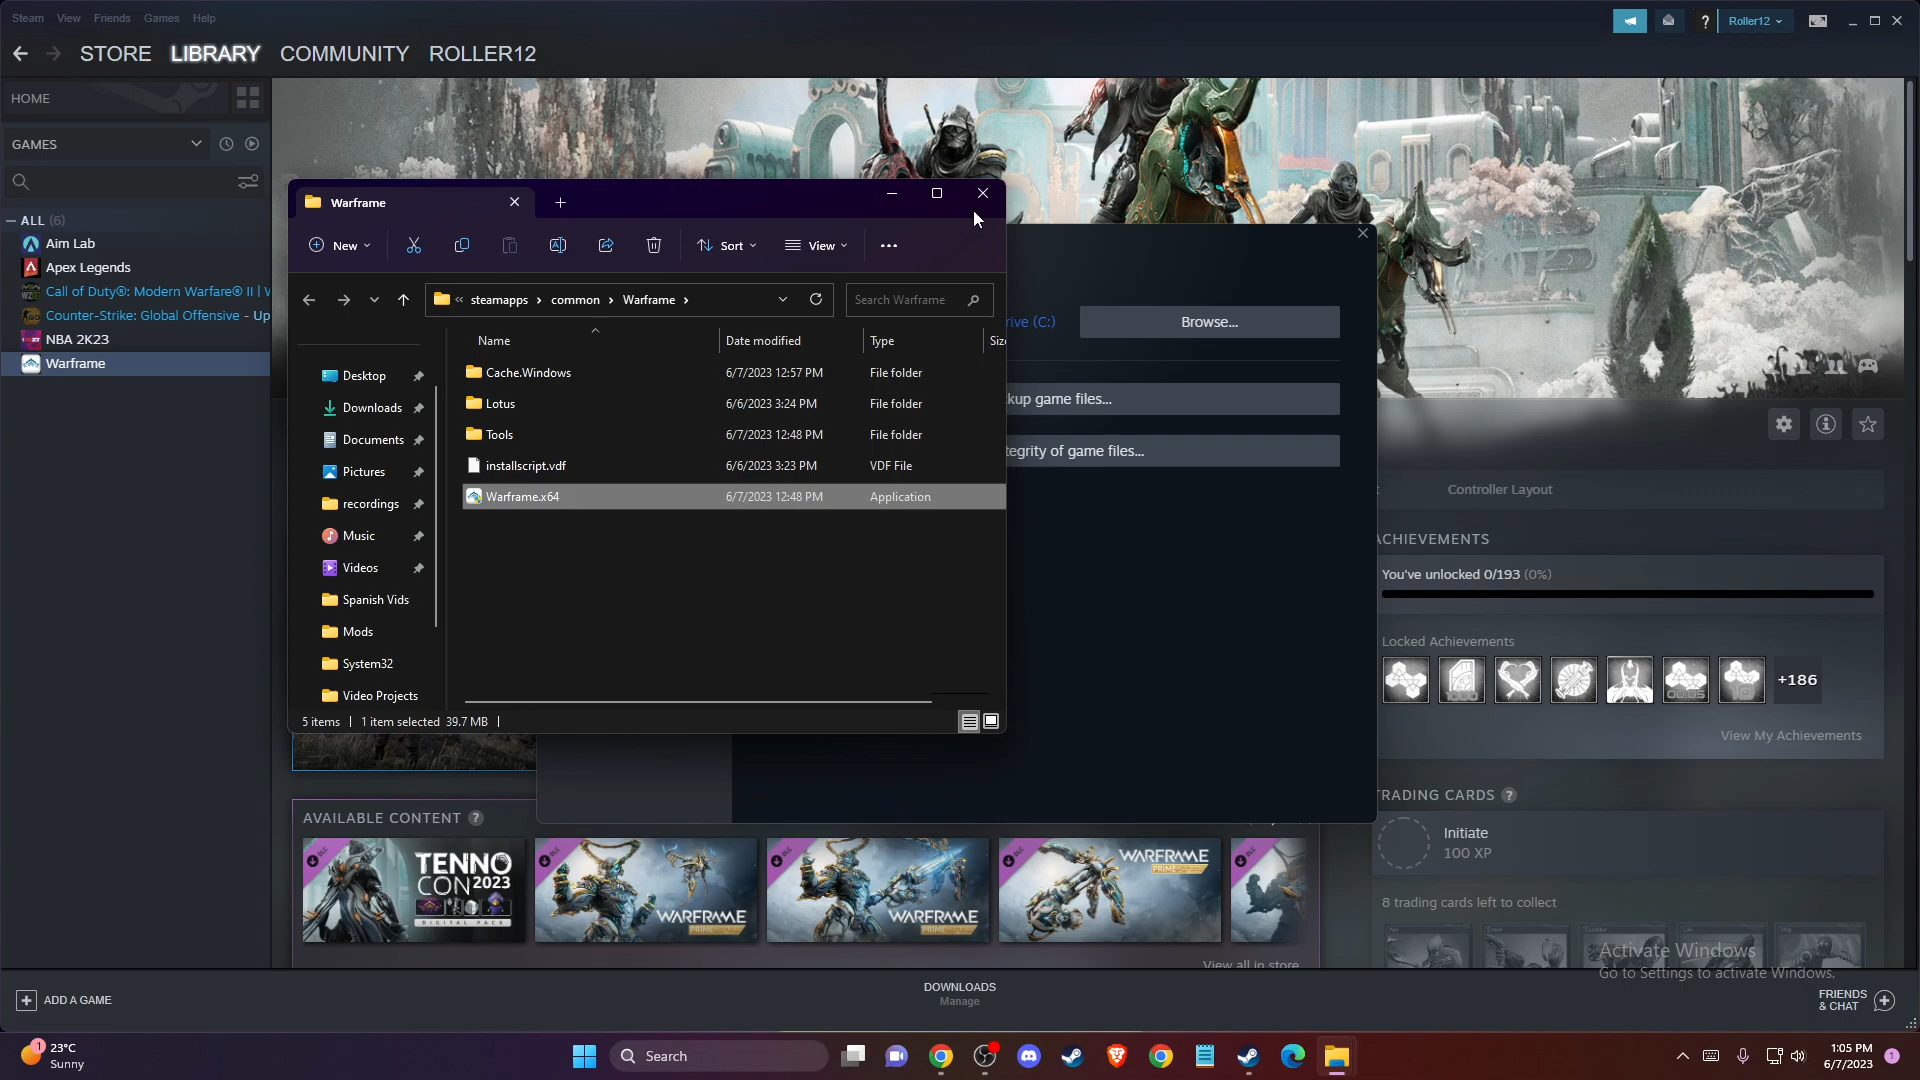 Steam View Friends Games Help
Roller12
STORE LIBRARY COMMUNITY ROLLER12
HOME
GAMES
ALL (6)
Aim Lab
Apex Legends
Call of Duty®: Modern Warfare® II |
Counter-Strike: Global Offensive - Up
NBA 2K23
Warframe
Warframe
New
Sort
View
« steamapps › common › Warframe ›
Search Warframe
Name Date modified Type Siz
Desktop
Downloads
Documents
Pictures
recordings
Music
Videos
Spanish Vids
Mods
System32
Video Projects
Cache.Windows 6/7/2023 12:57 PM File folder
Lotus 6/6/2023 3:24 PM File folder
Tools 6/7/2023 12:48 PM File folder
installscript.vdf 6/6/2023 3:23 PM VDF File
Warframe.x64 6/7/2023 12:48 PM Application
5 items | 1 item selected 39.7 MB |
rive (C:)
Browse...
kup game files...
tegrity of game files...
Controller Layout
ACHIEVEMENTS
You've unlocked 0/193 (0%)
Locked Achievements
+186
View My Achievements
TRADING CARDS ?
Initiate
100 XP
8 trading cards left to collect
AVAILABLE CONTENT ?
TENNO
CON 2023
DIGITAL PACK
WARFRAME
PRIME
WARFRAME
PRIME
WARFRAME
PRIME
View all in store
Activate Windows
Go to Settings to activate Windows.
ADD A GAME
DOWNLOADS
Manage
FRIENDS
& CHAT
1
23°C
Sunny
Search
1:05 PM
6/7/2023
1